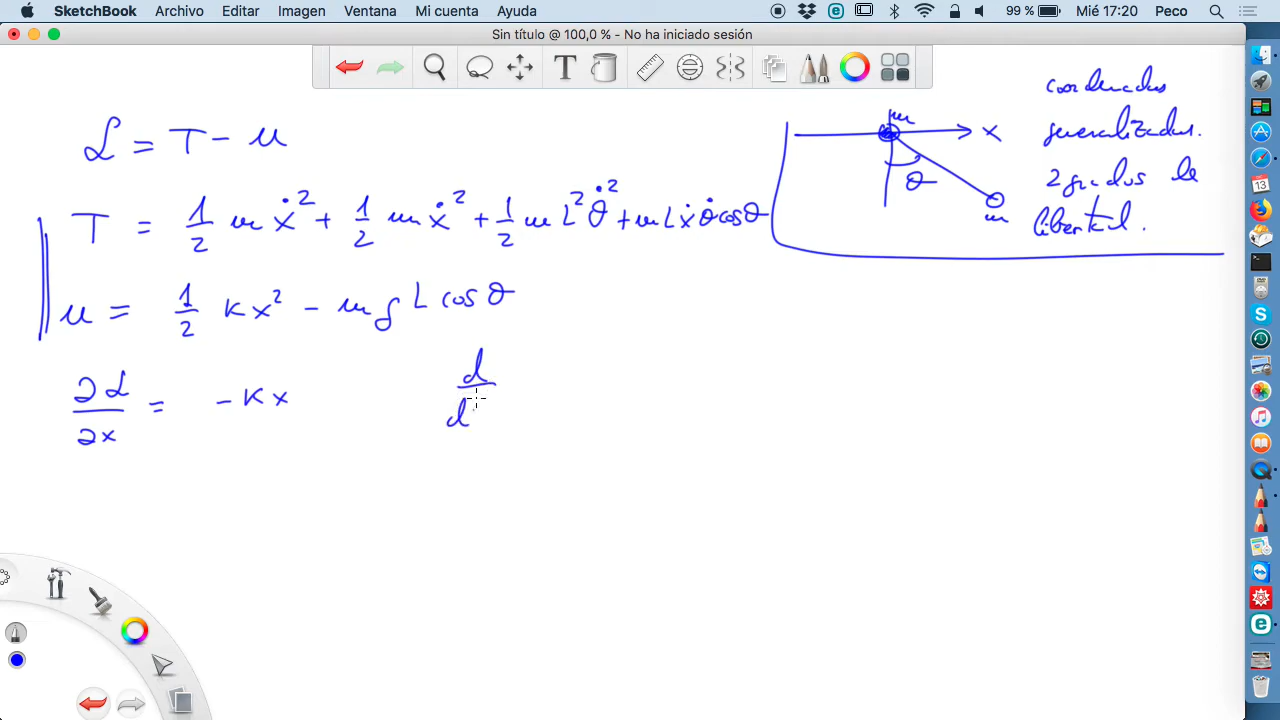 SketchBook Archivo Editar Imagen Ventana Mi cuenta Ayuda 99 % Mié 17:20 Peco
Sin título @ 100,0 % - No ha iniciado sesión
ℒ = T - u
T = 1/2 m ẋ² + 1/2 m ẋ² + 1/2 m L² θ̇² + m L ẋ θ̇ cosθ
u = 1/2 K x² - m g L cos θ
∂ℒ/∂x = - K x
d/d
m
x
θ
m
coordenadas
generalizadas.
2 grados de
libertad.
13